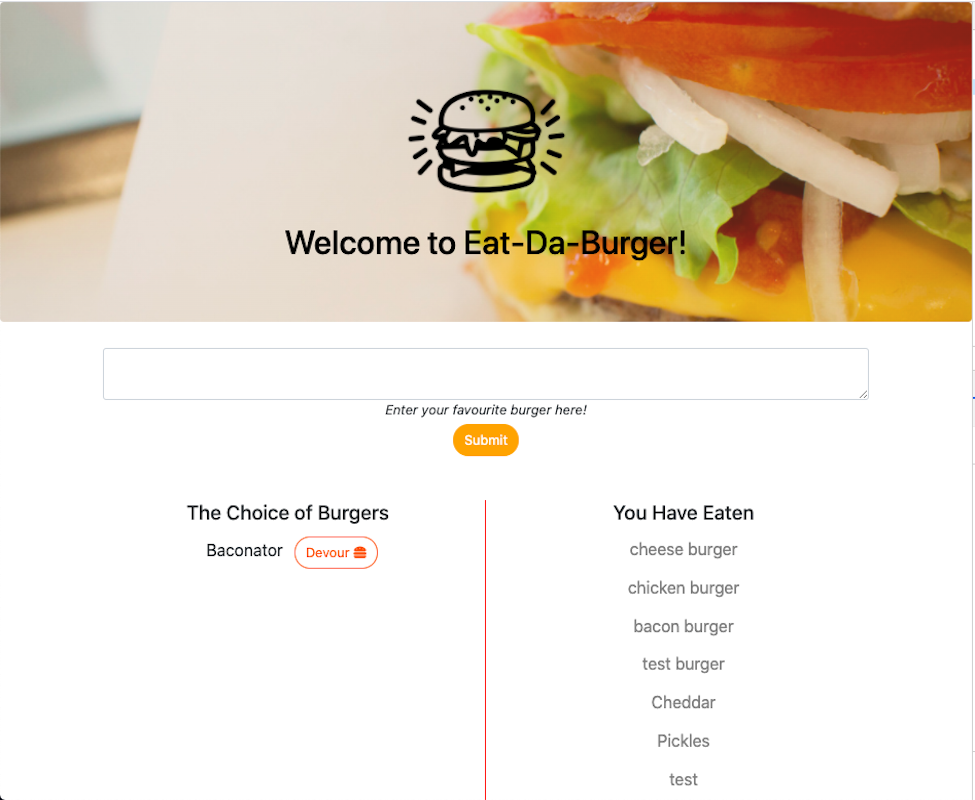 Welcome to Eat-Da-Burger!
Enter your favourite burger here!
Submit
The Choice of Burgers
Baconator Devour
You Have Eaten
cheese burger
chicken burger
bacon burger
test burger
Cheddar
Pickles
test